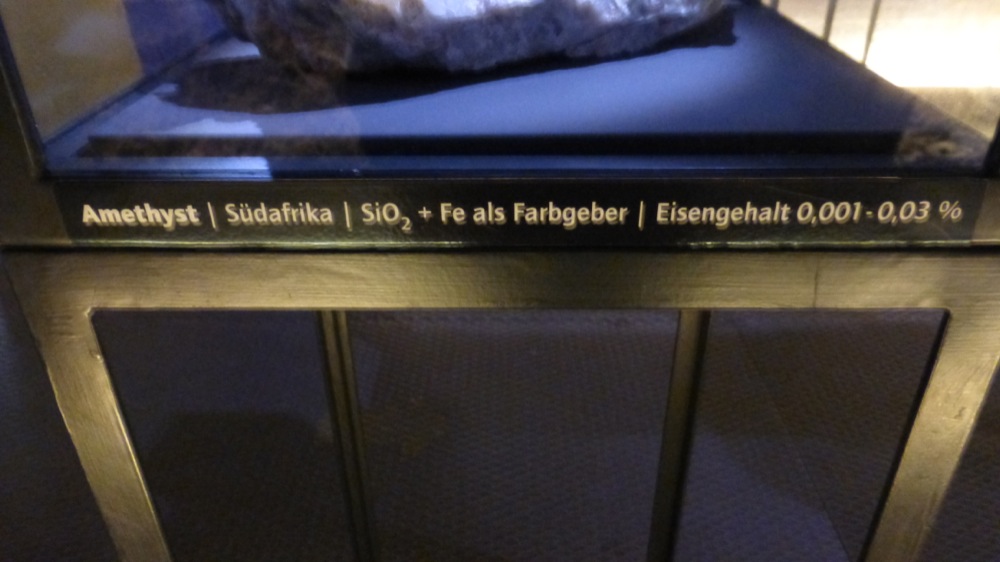 Amethyst | Südafrika | SiO₂ + Fe als Farbgeber | Eisengehalt 0,001 - 0,03 %